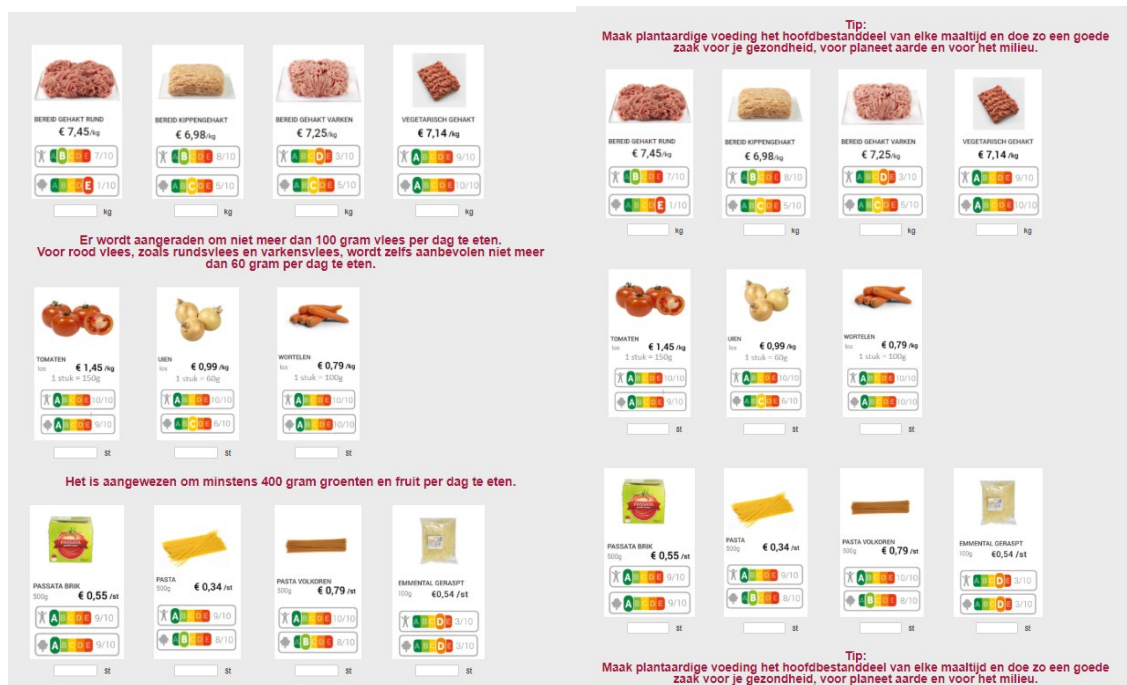 BEREID GEHAKT RUND
€ 7,45/kg
A B C D E 7/10
A B C D E 1/10
kg
BEREID KIPPENGEHAKT
€ 6,98/kg
A B C D E 8/10
A B C D E 5/10
kg
BEREID GEHAKT VARKEN
€ 7,25/kg
A B C D E 3/10
A B C D E 5/10
kg
VEGETARISCH GEHAKT
€ 7,14/kg
A B C D E 9/10
A B C D E 10/10
kg
Er wordt aangeraden om niet meer dan 100 gram vlees per dag te eten.
Voor rood vlees, zoals rundsvlees en varkensvlees, wordt zelfs aanbevolen niet meer
dan 60 gram per dag te eten.
TOMATEN
los € 1,45 /kg
1 stuk = 150g
A B C D E 10/10
A B C D E 9/10
st
UIEN
los € 0,99 /kg
1 stuk = 60g
A B C D E 10/10
A B C D E 6/10
st
WORTELEN
los € 0,79 /kg
1 stuk = 100g
A B C D E 10/10
A B C D E 10/10
st
Het is aangewezen om minstens 400 gram groenten en fruit per dag te eten.
PASSATA
PASSATA BRIK
500g € 0,55 /st
A B C D E 9/10
A B C D E 9/10
st
PASTA
500g € 0,34 /st
A B C D E 9/10
A B C D E 8/10
st
PASTA VOLKOREN
500g € 0,79 /st
A B C D E 10/10
A B C D E 8/10
st
EMMENTAL GERASPT
100g €0,54 /st
A B C D E 3/10
A B C D E 3/10
st
Tip:
Maak plantaardige voeding het hoofdbestanddeel van elke maaltijd en doe zo een goede
zaak voor je gezondheid, voor planeet aarde en voor het milieu.
BEREID GEHAKT RUND
€ 7,45/kg
A B C D E 7/10
A B C D E 1/10
kg
BEREID KIPPENGEHAKT
€ 6,98/kg
A B C D E 8/10
A B C D E 5/10
kg
BEREID GEHAKT VARKEN
€ 7,25/kg
A B C D E 3/10
A B C D E 5/10
kg
VEGETARISCH GEHAKT
€ 7,14/kg
A B C D E 9/10
A B C D E 10/10
kg
TOMATEN
los € 1,45 /kg
1 stuk = 150g
A B C D E 10/10
A B C D E 9/10
st
UIEN
los € 0,99 /kg
1 stuk = 60g
A B C D E 10/10
A B C D E 6/10
st
WORTELEN
los € 0,79 /kg
1 stuk = 100g
A B C D E 10/10
A B C D E 10/10
st
PASSATA
PASSATA BRIK
500g € 0,55 /st
A B C D E 9/10
A B C D E 9/10
st
PASTA
500g € 0,34 /st
A B C D E 9/10
A B C D E 8/10
st
PASTA VOLKOREN
500g € 0,79 /st
A B C D E 10/10
A B C D E 8/10
st
EMMENTAL GERASPT
100g €0,54 /st
A B C D E 3/10
A B C D E 3/10
st
Tip:
Maak plantaardige voeding het hoofdbestanddeel van elke maaltijd en doe zo een goede
zaak voor je gezondheid, voor planeet aarde en voor het milieu.